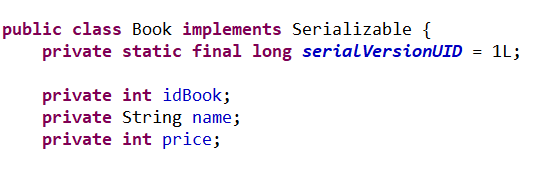 public class Book implements Serializable {
    private static final long serialVersionUID = 1L;
    private int idBook;
    private String name;
    private int price;